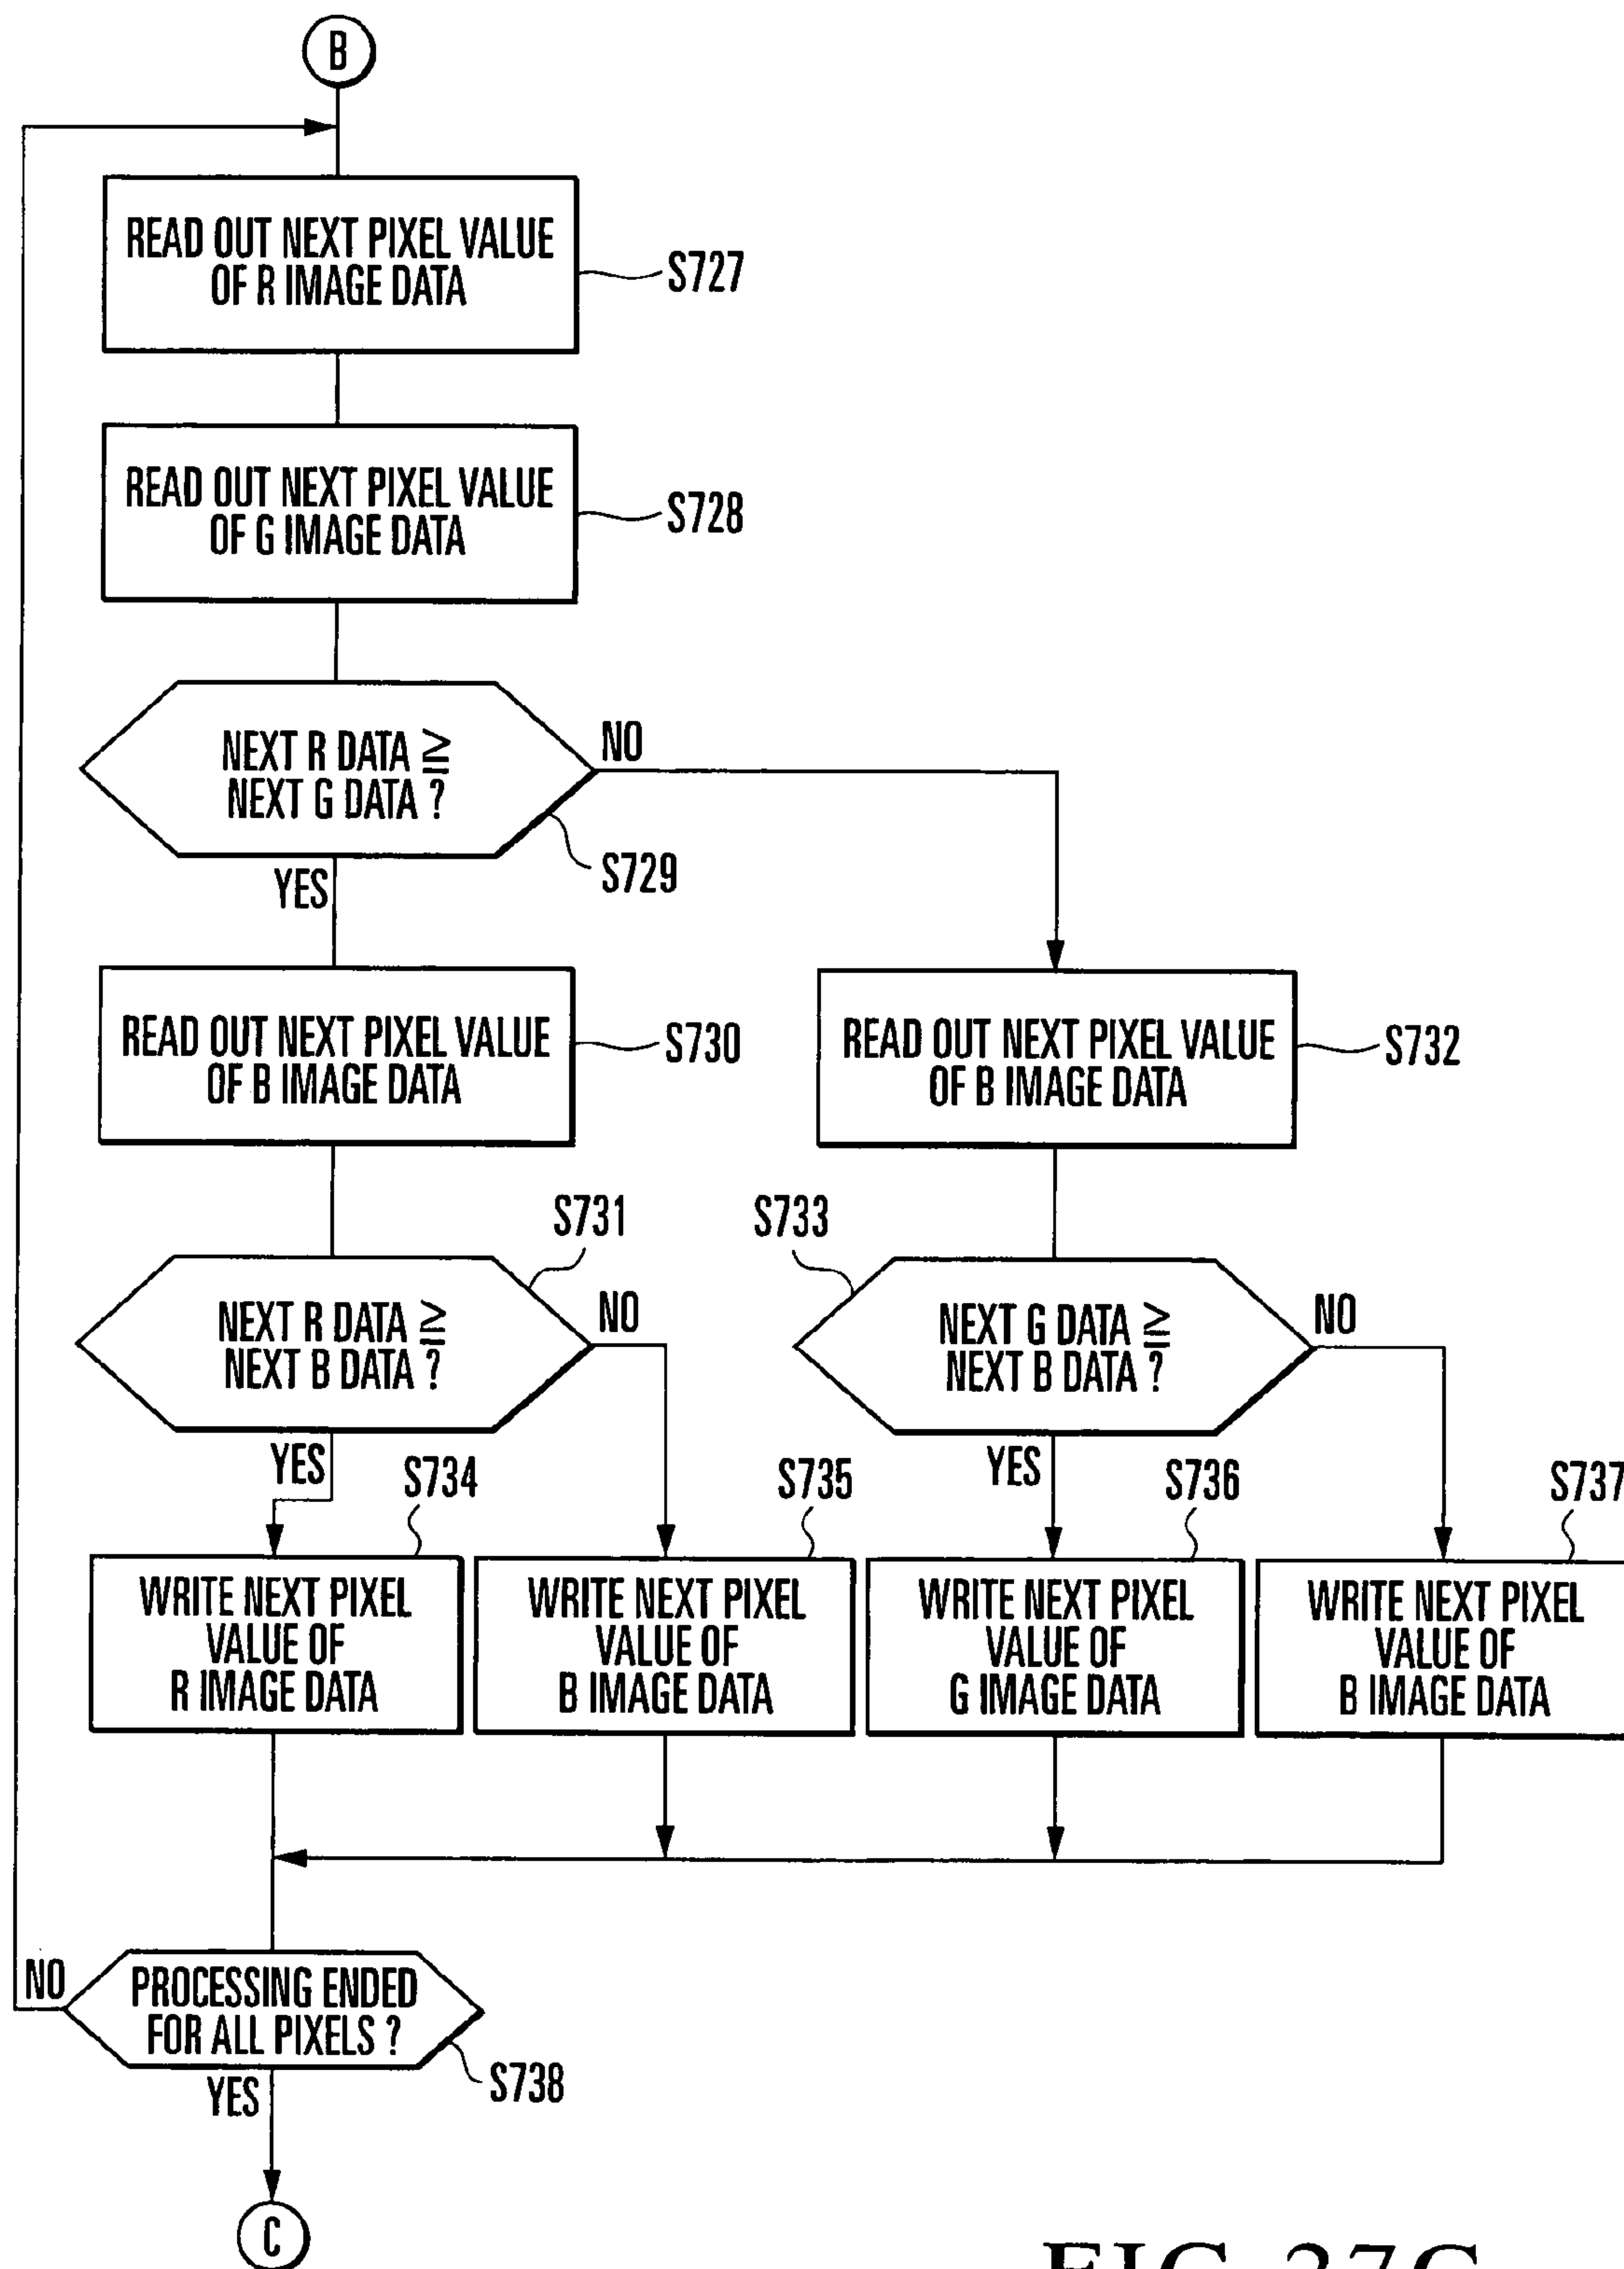 B
READ OUT NEXT PIXEL VALUE
OF R IMAGE DATA
S727
READ OUT NEXT PIXEL VALUE
OF G IMAGE DATA
S728
NEXT R DATA ≧
NEXT G DATA ?
NO
S729
YES
READ OUT NEXT PIXEL VALUE
OF B IMAGE DATA
S730
READ OUT NEXT PIXEL VALUE
OF B IMAGE DATA
S732
S731
NEXT R DATA ≧
NEXT B DATA ?
NO
YES
S733
NEXT G DATA ≧
NEXT B DATA ?
NO
YES
S734
WRITE NEXT PIXEL
VALUE OF
R IMAGE DATA
S735
WRITE NEXT PIXEL
VALUE OF
B IMAGE DATA
S736
WRITE NEXT PIXEL
VALUE OF
G IMAGE DATA
S737
WRITE NEXT PIXEL
VALUE OF
B IMAGE DATA
NO
PROCESSING ENDED
FOR ALL PIXELS ?
S738
YES
C